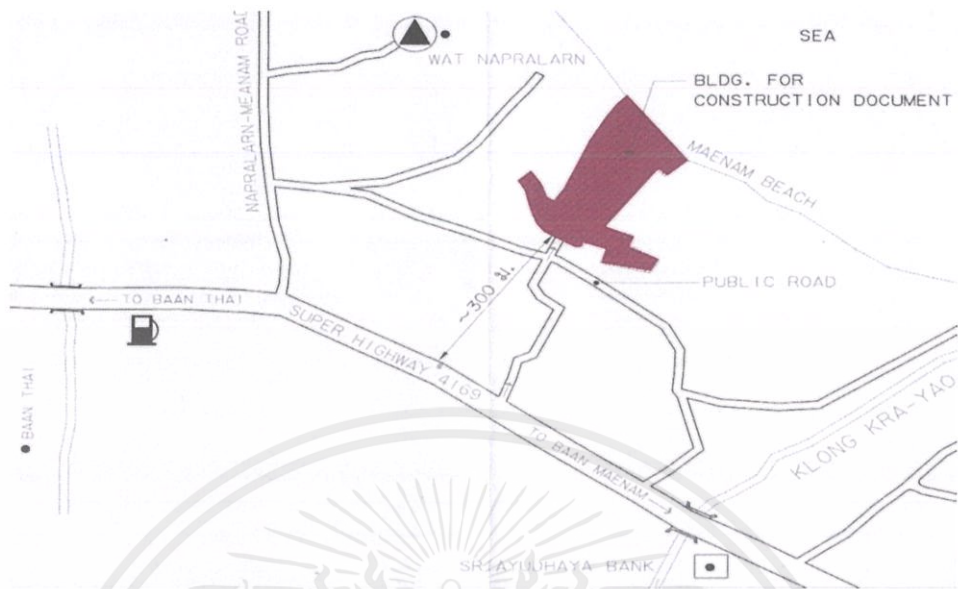 SEA
WAT NAPRALARN
BLDG. FOR
CONSTRUCTION DOCUMENT
NAPRALARN-MEANAM ROAD
MAENAM BEACH
PUBLIC ROAD
~300 ม.
TO BAAN THAI
SUPER HIGHWAY 4169
BAAN THAI
TO BAAN MAENAM
KLONG KRA-YAO
SRIAYUDHAYA BANK